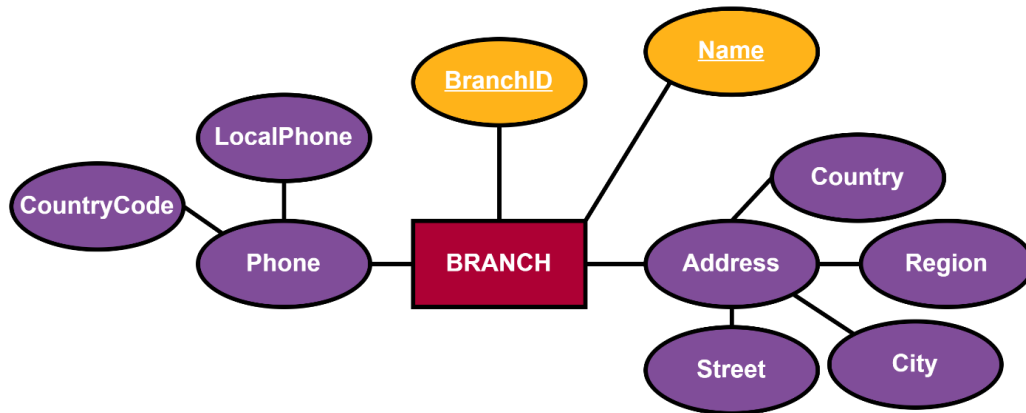 Name
BranchID
LocalPhone
Country
CountryCode
Phone
BRANCH
Address
Region
Street
City